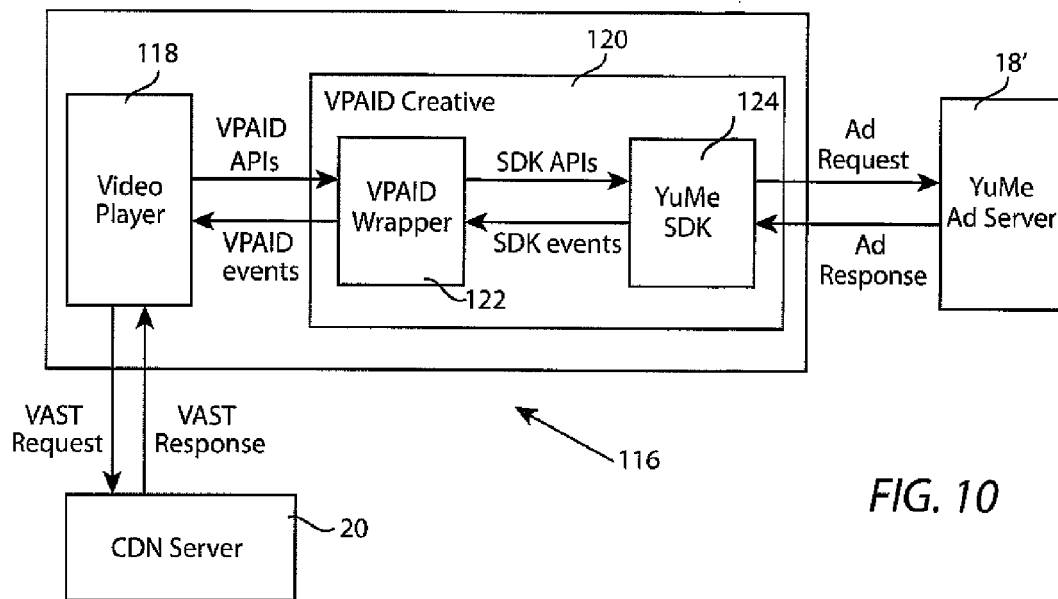 118
120
VPAID Creative
124
18'
VPAID
APIs
SDK APIs
Ad
Request
Video
Player
VPAID
Wrapper
YuMe
SDK
YuMe
Ad Server
VPAID
events
SDK events
Ad
Response
122
VAST
Request
VAST
Response
116
FIG. 10
20
CDN Server